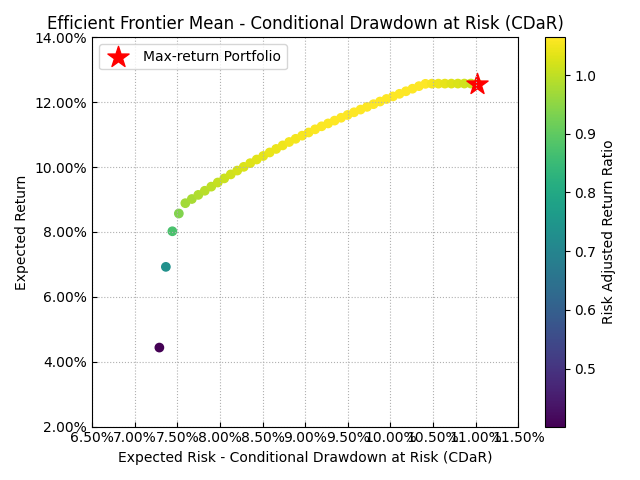 Efficient Frontier Mean - Conditional Drawdown at Risk (CDaR)
Max-return Portfolio
14.00%
12.00%
10.00%
8.00%
6.00%
4.00%
2.00%
Expected Return
6.50% 7.00% 7.50% 8.00% 8.50% 9.00% 9.50% 10.00% 10.50% 11.00% 11.50%
Expected Risk - Conditional Drawdown at Risk (CDaR)
1.0
0.9
0.8
0.7
0.6
0.5
Risk Adjusted Return Ratio